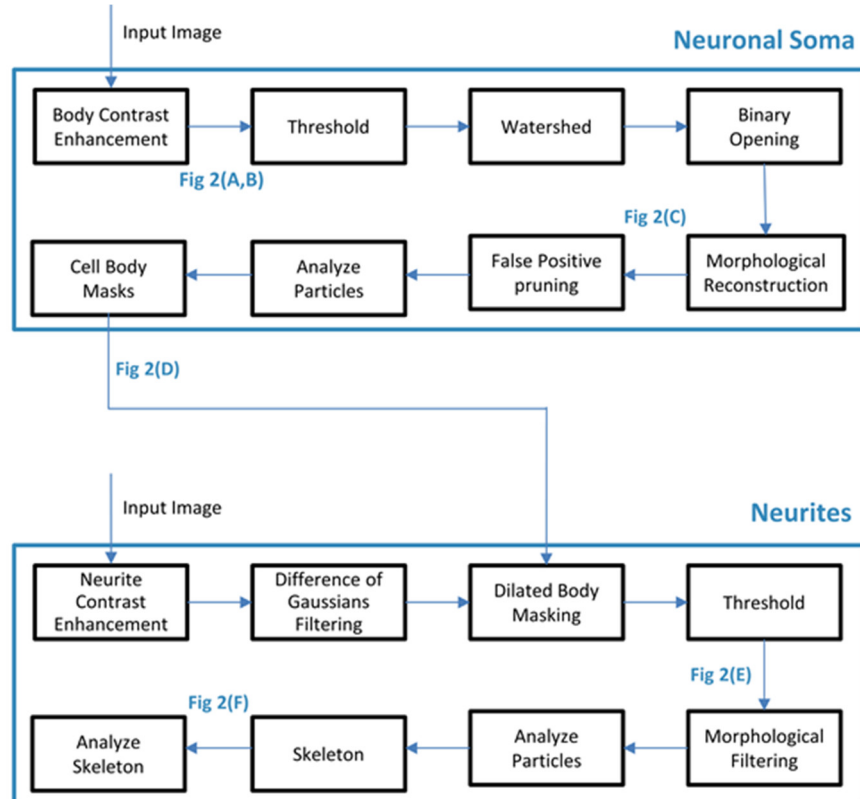 Input Image
Neuronal Soma
Body Contrast
Enhancement
Threshold
Watershed
Binary
Opening
Fig 2(A,B)
Fig 2(C)
Cell Body
Masks
Analyze
Particles
False Positive
pruning
Morphological
Reconstruction
Fig 2(D)
Input Image
Neurites
Neurite
Contrast
Enhancement
Difference of
Gaussians
Filtering
Dilated Body
Masking
Threshold
Fig 2(E)
Fig 2(F)
Analyze
Skeleton
Skeleton
Analyze
Particles
Morphological
Filtering